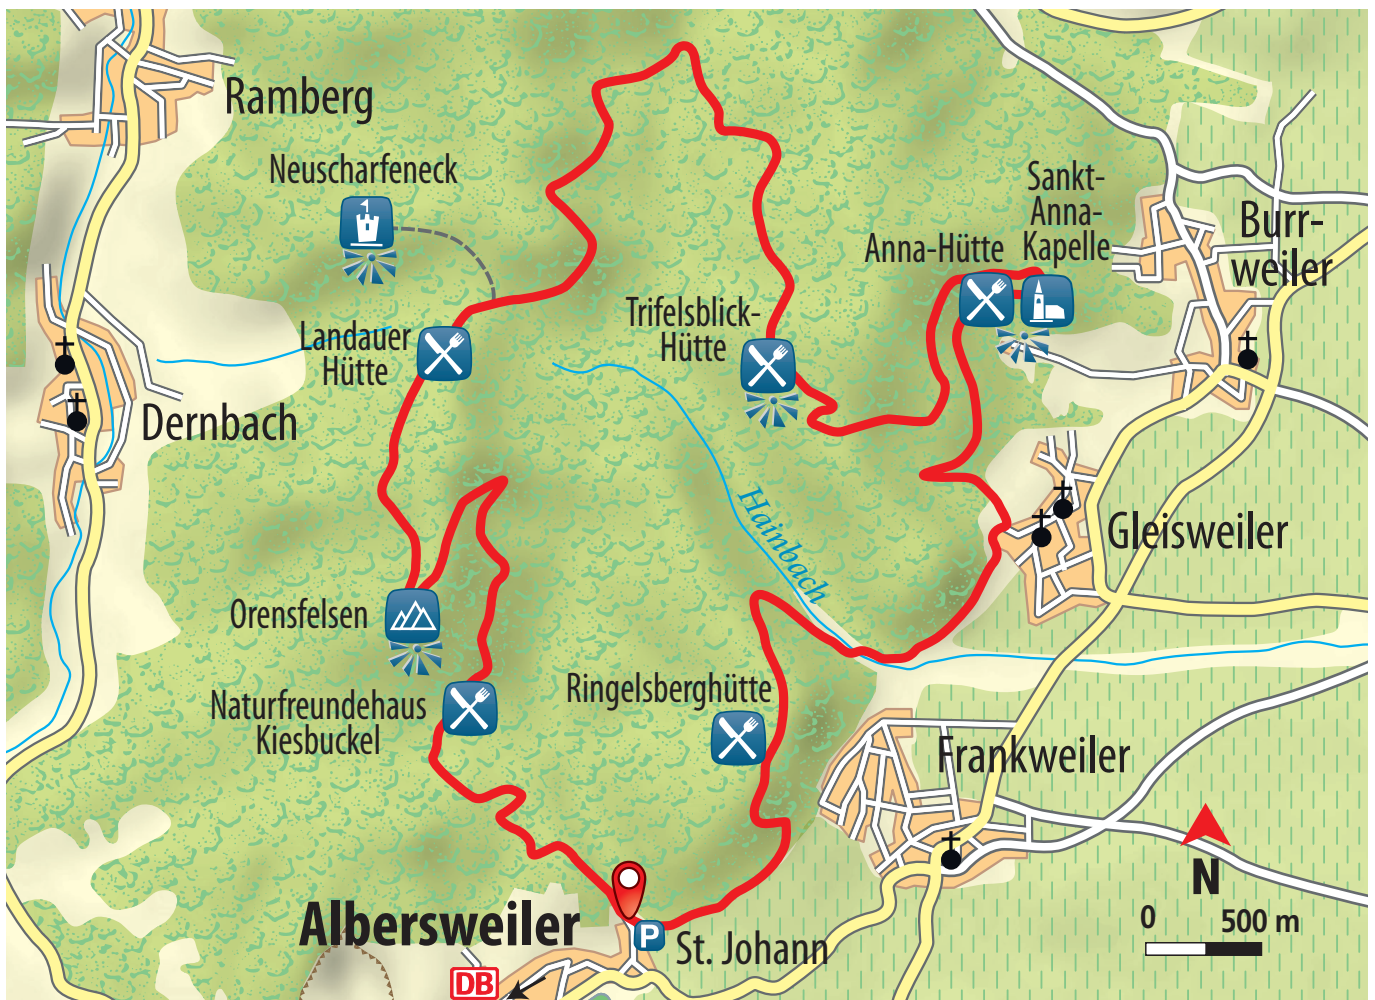 Ramberg
Neuscharfeneck
Sankt-
Anna-
Kapelle
Burr-
weiler
Anna-Hütte
Trifelsblick-
Hütte
Landauer
Hütte
Dernbach
Hainbach
Gleisweiler
Orensfelsen
Naturfreundehaus
Kiesbuckel
Ringelsberghütte
Frankweiler
N
0 500 m
Albersweiler
P
St. Johann
DB